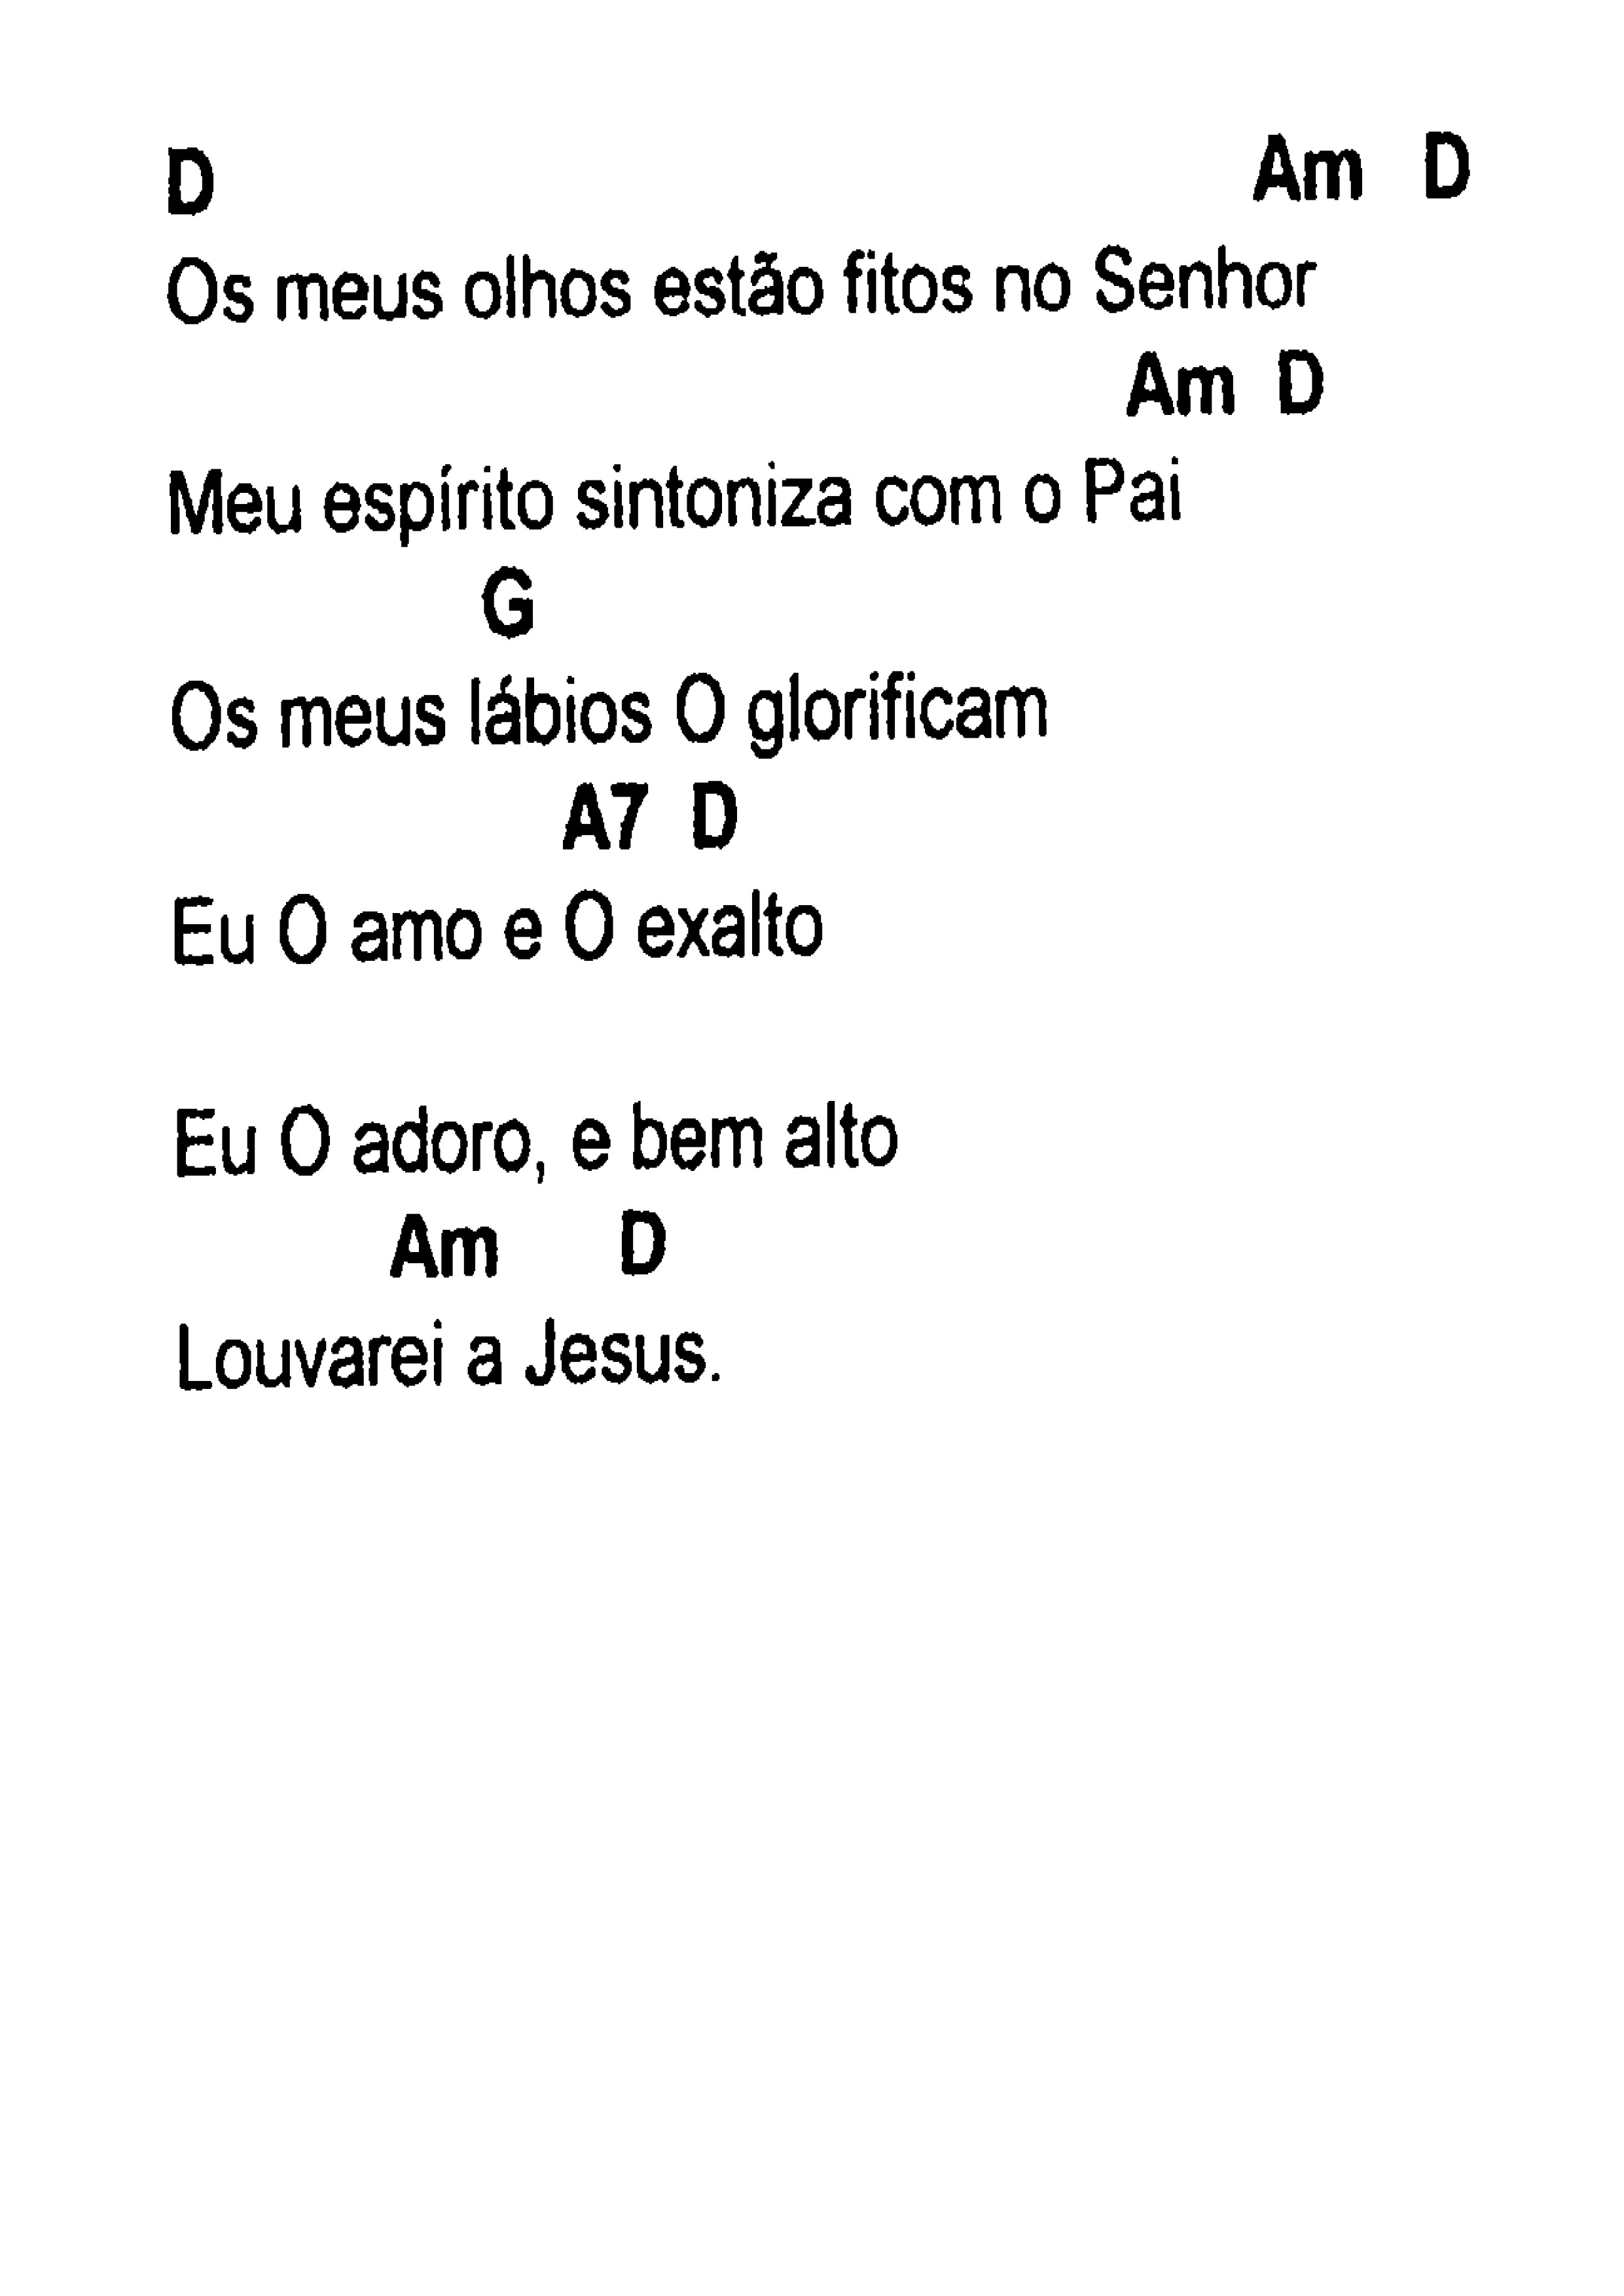 D Am D
Os meus olhos estão fitos no Senhor
Am D
Meu espírito sintoniza com o Pai
G
Os meus lábios O glorificam
A7 D
Eu O amo e O exalto
Eu O adoro, e bem alto
Am D
Louvarei a Jesus.